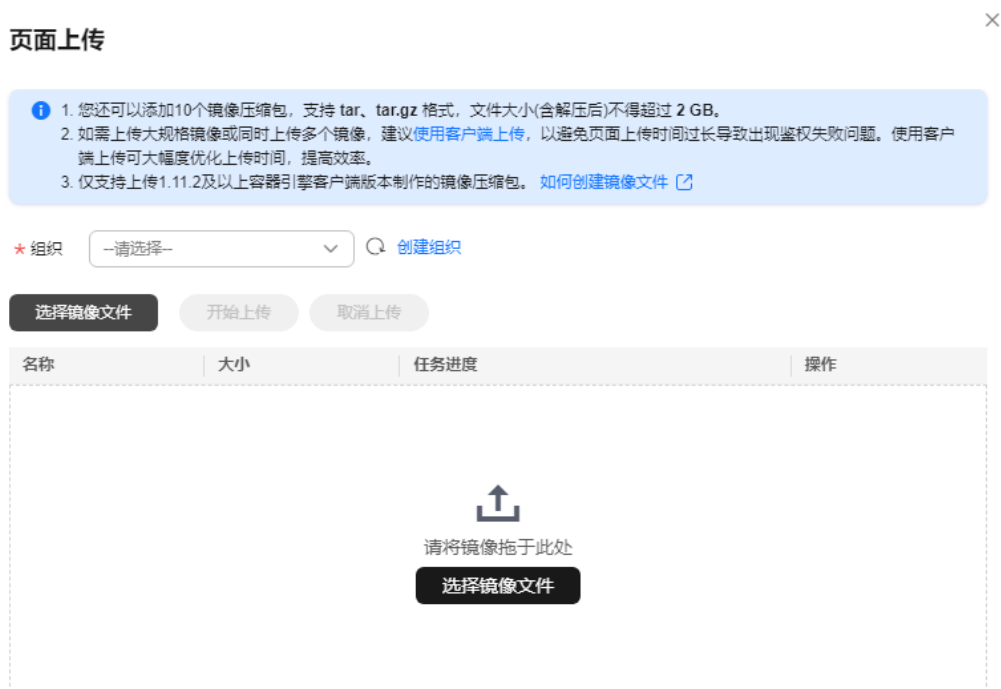 页面上传
1. 您还可以添加10个镜像压缩包，支持 tar、tar.gz 格式，文件大小(含解压后)不得超过 2 GB。
2. 如需上传大规格镜像或同时上传多个镜像，建议使用客户端上传，以避免页面上传时间过长导致出现鉴权失败问题。使用客户
端上传可大幅度优化上传时间，提高效率。
3. 仅支持上传1.11.2及以上容器引擎客户端版本制作的镜像压缩包。 如何创建镜像文件
* 组织 --请选择-- 创建组织
选择镜像文件 开始上传 取消上传
名称 大小 任务进度 操作
请将镜像拖于此处
选择镜像文件